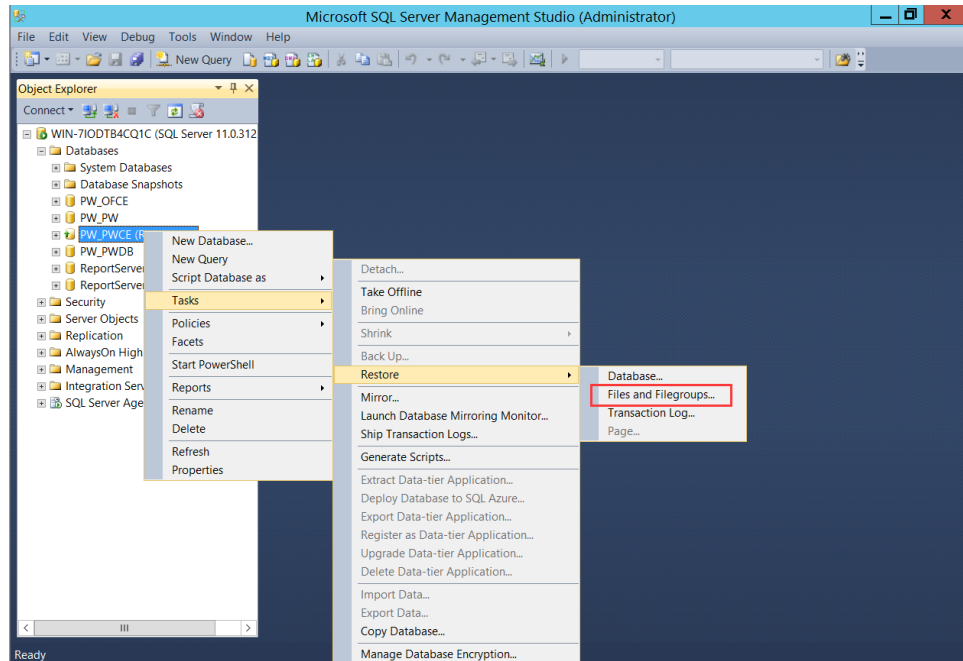 Microsoft SQL Server Management Studio (Administrator)
File Edit View Debug Tools Window Help
New Query
Object Explorer
Connect
WIN-7IODTB4CQ1C (SQL Server 11.0.312
Databases
System Databases
Database Snapshots
PW_OFCE
PW_PW
PW_PWCE (R
PW_PWDB
ReportServer
ReportServer
Security
Server Objects
Replication
AlwaysOn High
Management
Integration Serv
SQL Server Age
New Database...
New Query
Script Database as
Tasks
Policies
Facets
Start PowerShell
Reports
Rename
Delete
Refresh
Properties
Detach...
Take Offline
Bring Online
Shrink
Back Up...
Restore
Mirror...
Launch Database Mirroring Monitor...
Ship Transaction Logs...
Generate Scripts...
Extract Data-tier Application...
Deploy Database to SQL Azure...
Export Data-tier Application...
Register as Data-tier Application...
Upgrade Data-tier Application...
Delete Data-tier Application...
Import Data...
Export Data...
Copy Database...
Manage Database Encryption...
Database...
Files and Filegroups...
Transaction Log...
Page...
Ready